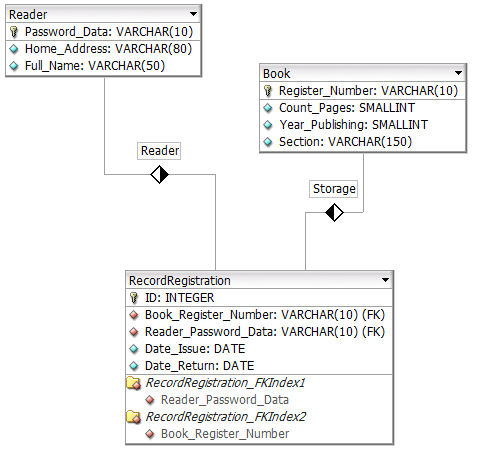 Reader
Password_Data: VARCHAR(10)
Home_Address: VARCHAR(80)
Full_Name: VARCHAR(50)
Book
Register_Number: VARCHAR(10)
Count_Pages: SMALLINT
Year_Publishing: SMALLINT
Section: VARCHAR(150)
Reader
Storage
RecordRegistration
ID: INTEGER
Book_Register_Number: VARCHAR(10) (FK)
Reader_Password_Data: VARCHAR(10) (FK)
Date_Issue: DATE
Date_Return: DATE
RecordRegistration_FKIndex1
Reader_Password_Data
RecordRegistration_FKIndex2
Book_Register_Number